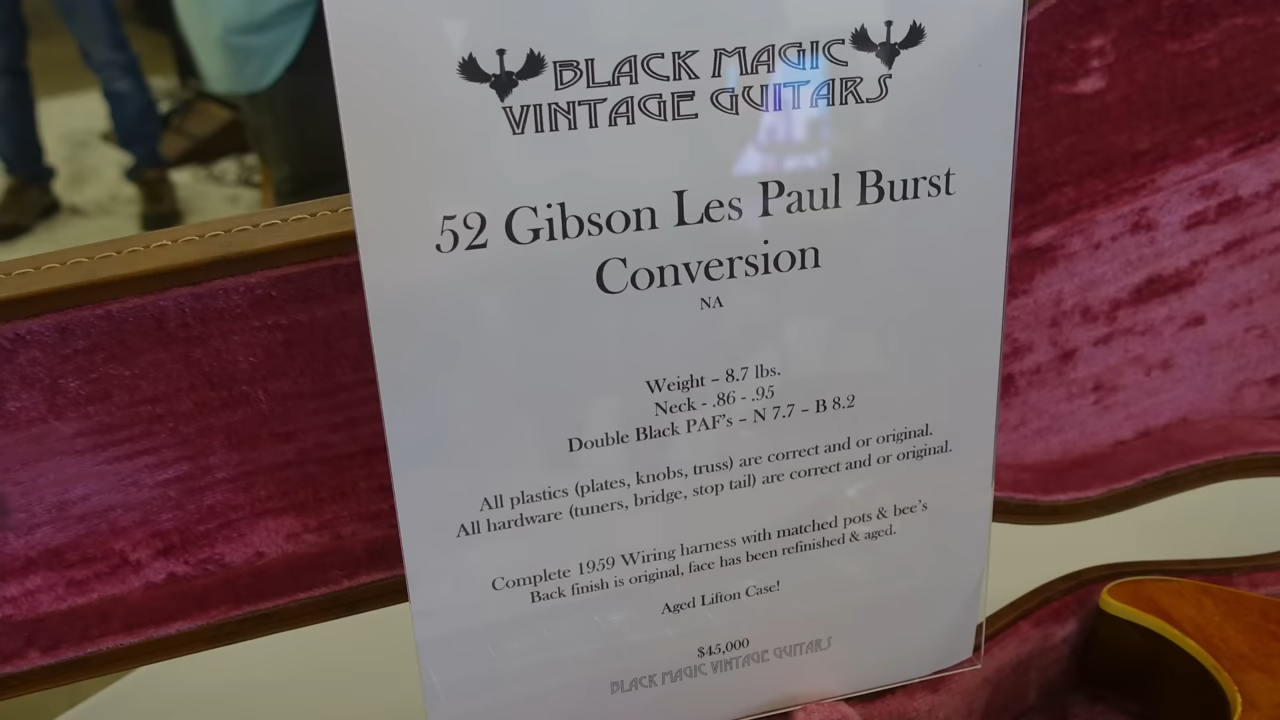 BLACK MAGIC
VINTAGE GUITARS
52 Gibson Les Paul Burst
Conversion
NA
Weight – 8.7 lbs.
Neck - .86 - .95
Double Black PAF's – N 7.7 – B 8.2
All plastics (plates, knobs, truss) are correct and or original.
All hardware (tuners, bridge, stop tail) are correct and or original.
Complete 1959 Wiring harness with matched pots & bee's
Back finish is original, face has been refinished & aged.
Aged Lifton Case!
$45,000
BLACK MAGIC VINTAGE GUITARS